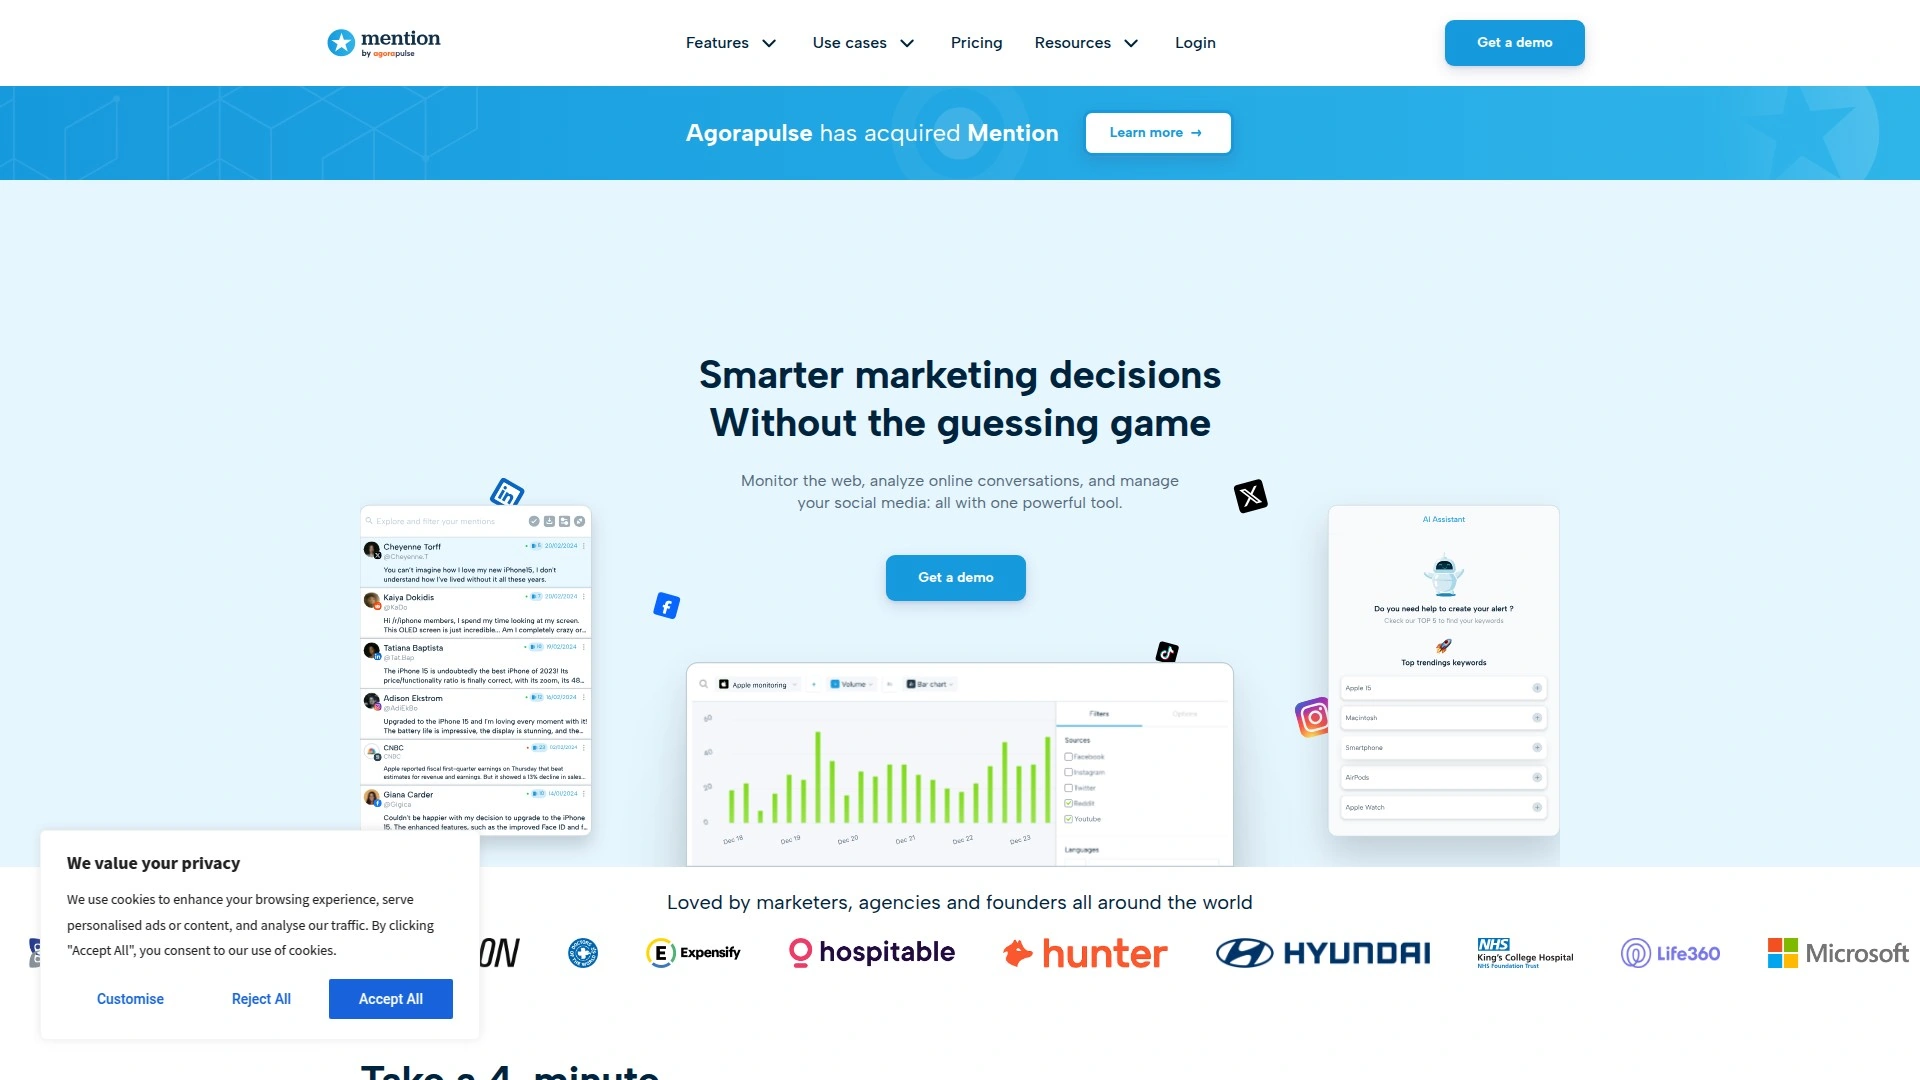 mention
by agorapulse
Features
Use cases
Pricing
Resources
Login
Get a demo
Agorapulse has acquired Mention
Learn more →
Smarter marketing decisions
Without the guessing game
Monitor the web, analyze online conversations, and manage
your social media: all with one powerful tool.
Get a demo
Explore and filter your mentions
Cheyenne Torff
20/02/2024
@Cheyenne.T
You can't imagine how I love my new iPhone15, I don't
understand how I've lived without it all these years.
Kaiya Dokidis
20/02/2024
@KaDo
Hi /r/iphone members, I spend my time looking at my screen.
This OLED screen is just incredible... Am I completely crazy or...
Tatiana Baptista
19/02/2024
@Tat.Bap
The iPhone 15 is undoubtedly the best iPhone of 2023! Its
price/functionality ratio is finally correct, with its zoom, its 48...
Adison Ekstrom
16/02/2024
@AdiEkBo
Upgraded to the iPhone 15 and I'm loving every moment with it!
The battery life is impressive, the display is stunning, and the...
CNBC
02/02/2024
CNBC
Apple reported fiscal first-quarter earnings on Thursday that beat
estimates for revenue and earnings. But it showed a 13% decline in sales...
Giana Carder
14/01/2024
@Gigica
Couldn't be happier with my decision to upgrade to the iPhone
15. The enhanced features, such as the improved Face ID and f...
Apple monitoring
Volume
Bar chart
60
40
20
0
Dec 18
Dec 19
Dec 20
Dec 21
Dec 22
Dec 23
Filters
Options
Sources
Facebook
Instagram
Twitter
Reddit
Youtube
Languages
AI Assistant
Do you need help to create your alert ?
Ckeck our TOP 5 to find your keywords
Top trendings keywords
Apple 15
Macintosh
Smartphone
AirPods
Apple Watch
We value your privacy
We use cookies to enhance your browsing experience, serve
personalised ads or content, and analyse our traffic. By clicking
"Accept All", you consent to our use of cookies.
Customise
Reject All
Accept All
Loved by marketers, agencies and founders all around the world
ON
Expensify
hospitable
hunter
HYUNDAI
NHS
King's College Hospital
NHS Foundation Trust
Life360
Microsoft
Take a 4-minute